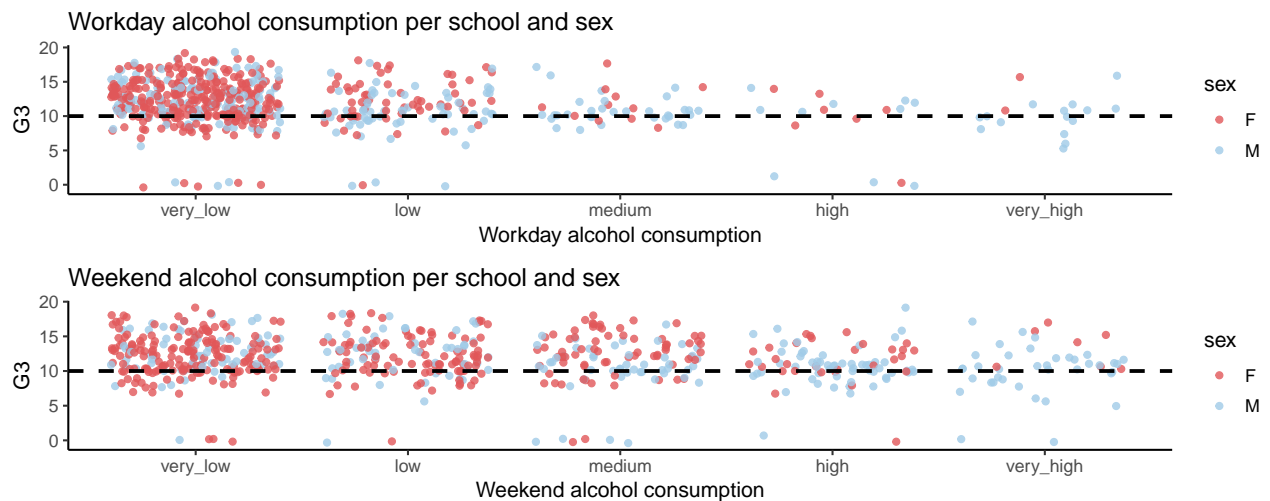 Workday alcohol consumption per school and sex
20
15
10
5
0
G3
very_low low medium high very_high
Workday alcohol consumption
sex
F
M
Weekend alcohol consumption per school and sex
20
15
10
5
0
G3
very_low low medium high very_high
Weekend alcohol consumption
sex
F
M